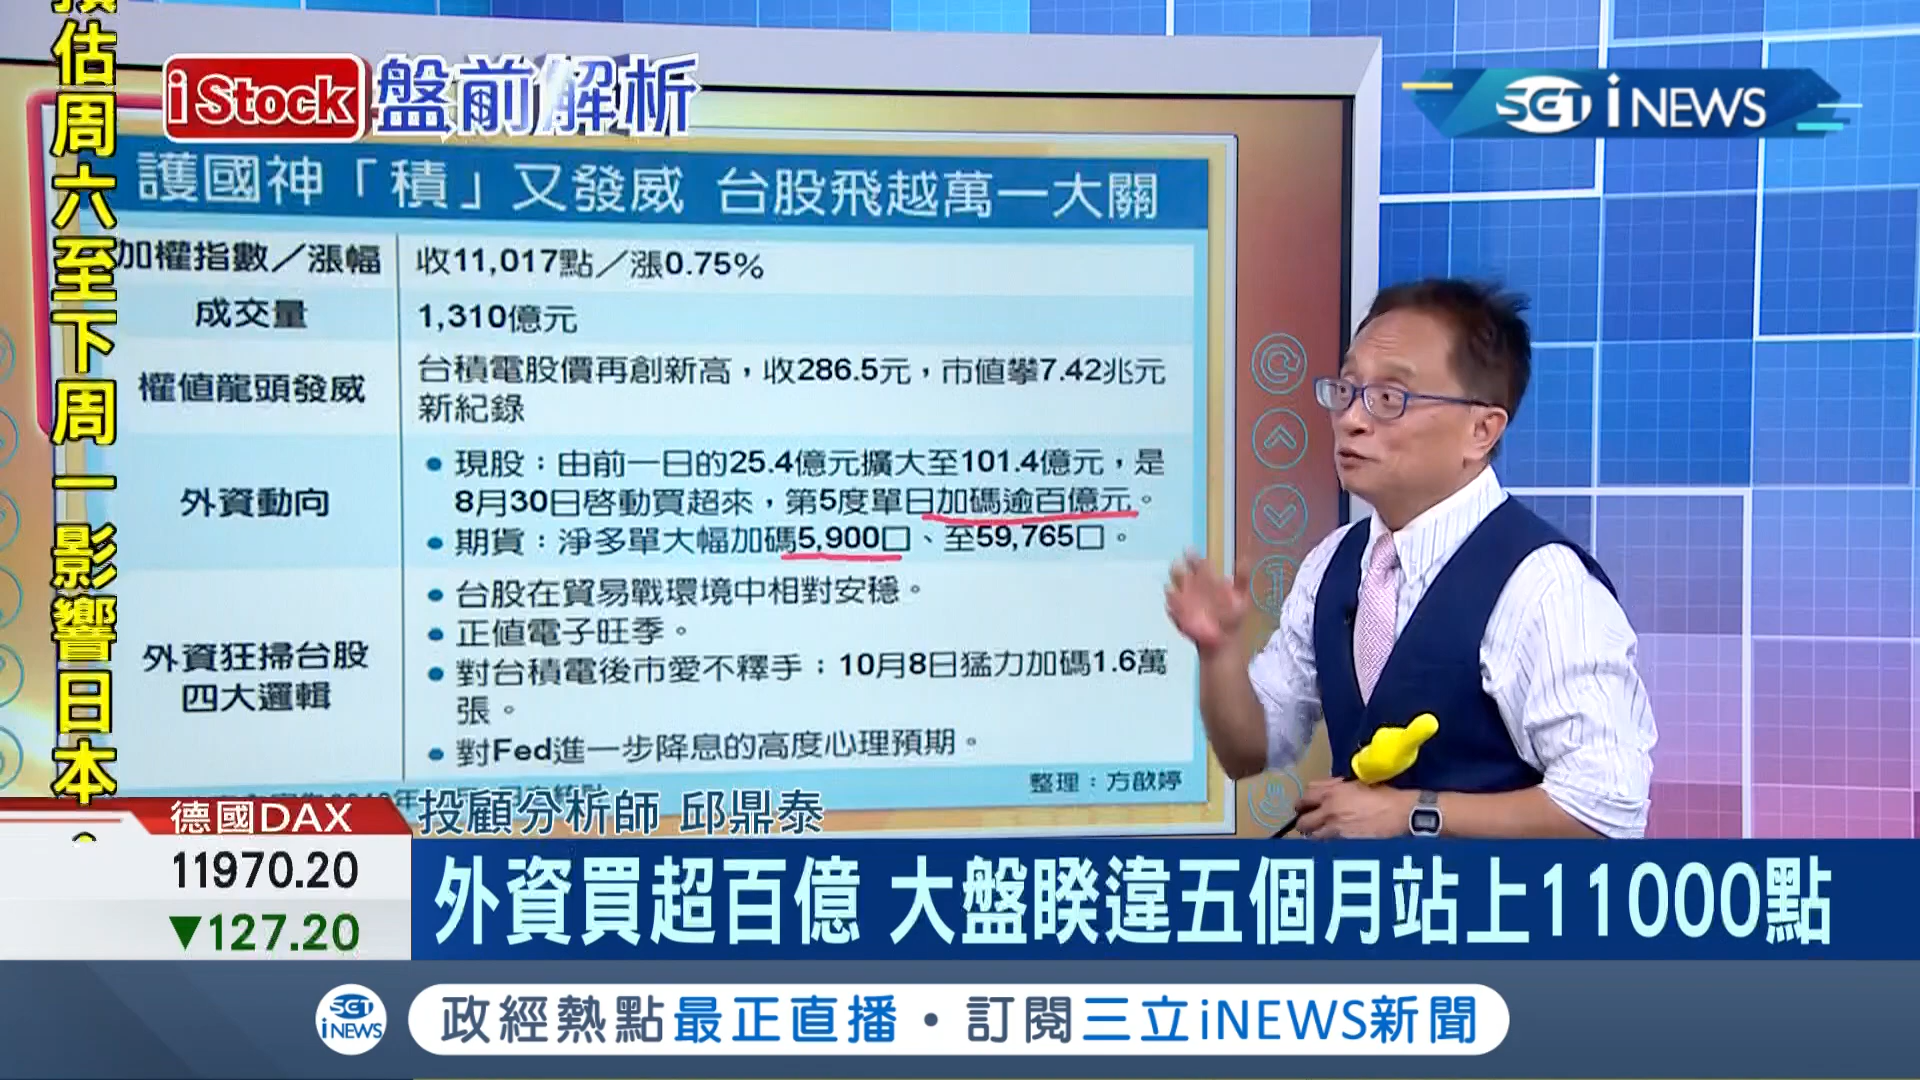 預估周六至下周一影響日本。
iStock 盤前解析
SET iNEWS
護國神「積」又發威 台股飛越萬一大關
加權指數／漲幅
收11,017點／漲0.75%
成交量
1,310億元
權值龍頭發威
台積電股價再創新高，收286.5元，市值攀7.42兆元
新紀錄
外資動向
• 現股：由前一日的25.4億元擴大至101.4億元，是
8月30日啓動買超來，第5度單日加碼逾百億元。
• 期貨：淨多單大幅加碼5,900口、至59,765口。
外資狂掃台股
四大邏輯
• 台股在貿易戰環境中相對安穩。
• 正值電子旺季。
• 對台積電後市愛不釋手：10月8日猛力加碼1.6萬
張。
• 對Fed進一步降息的高度心理預期。
整理：方歆婷
投顧分析師 邱鼎泰
德國DAX
11970.20
▼127.20
外資買超百億 大盤睽違五個月站上11000點
SET iNEWS
政經熱點最正直播・訂閱三立iNEWS新聞